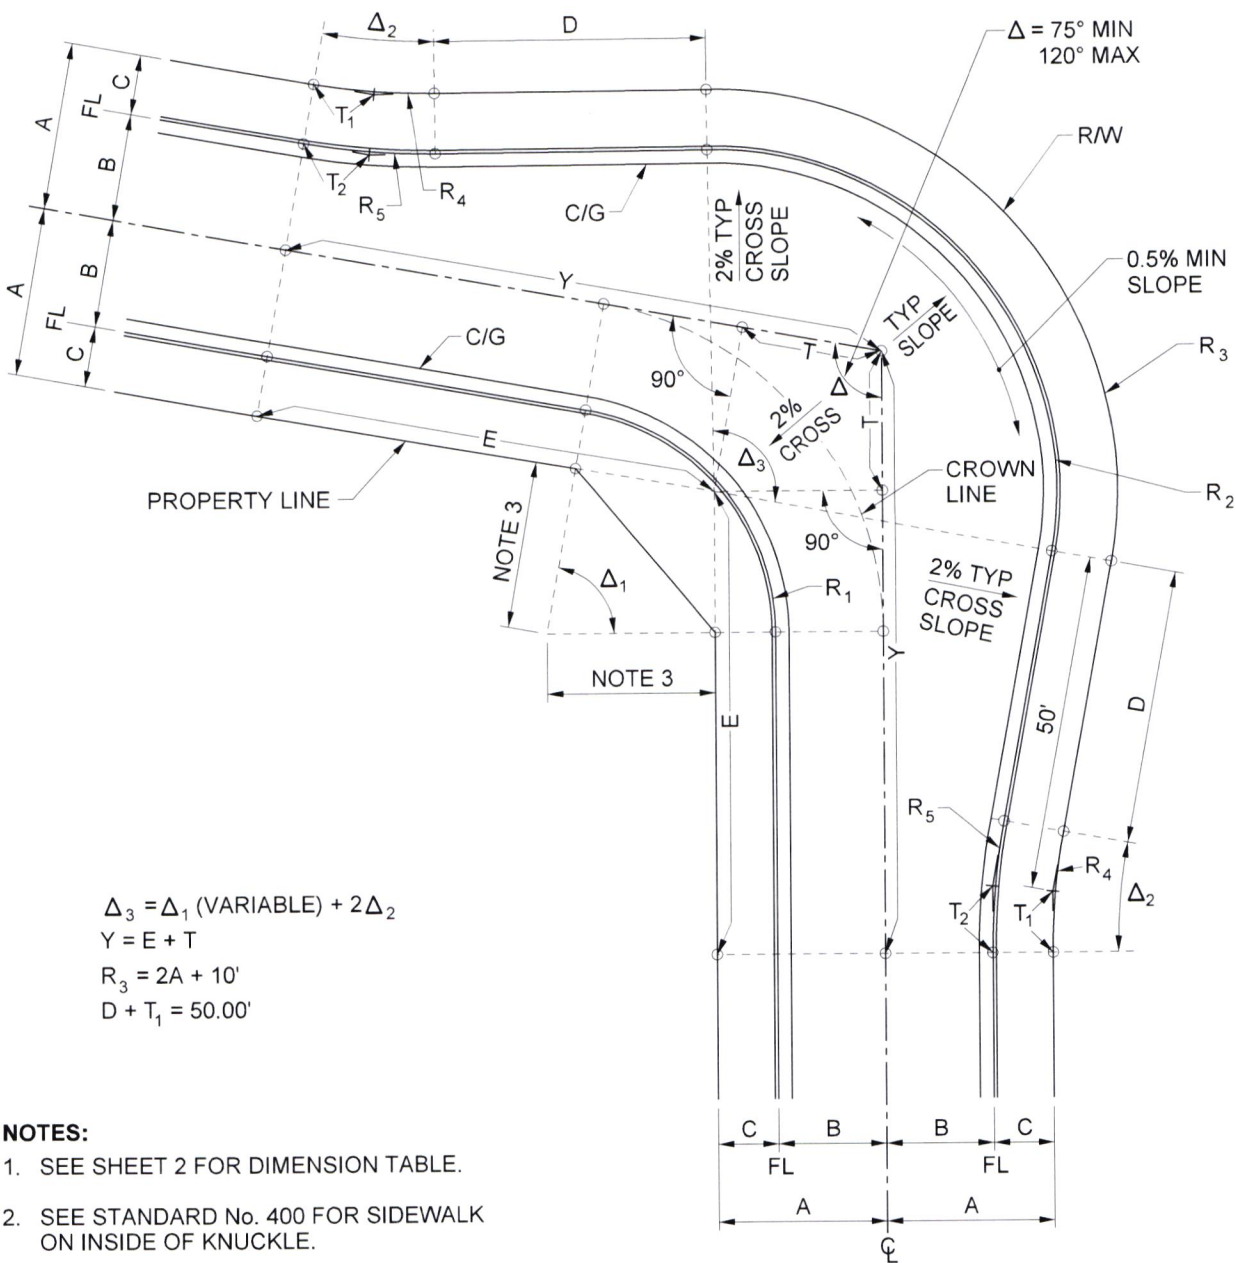 Δ₂
D
Δ = 75° MIN
120° MAX
A
C
FL
B
T₁
T₂
R₅
R₄
C/G
2% TYP
CROSS
SLOPE
R/W
0.5% MIN
SLOPE
A
B
FL
C
Y
TYP
SLOPE
R₃
C/G
90°
T
Δ
2%
CROSS
T
E
Δ₃
CROWN
LINE
R₂
PROPERTY LINE
NOTE 3
90°
Δ₁
R₁
2% TYP
CROSS
SLOPE
NOTE 3
E
Y
50'
D
R₅
R₄
Δ₂
T₂
T₁
Δ₃ = Δ₁ (VARIABLE) + 2Δ₂
Y = E + T
R₃ = 2A + 10'
D + T₁ = 50.00'
C
B
B
C
FL
FL
A
A
℄
NOTES:
1. SEE SHEET 2 FOR DIMENSION TABLE.
2. SEE STANDARD No. 400 FOR SIDEWALK
ON INSIDE OF KNUCKLE.